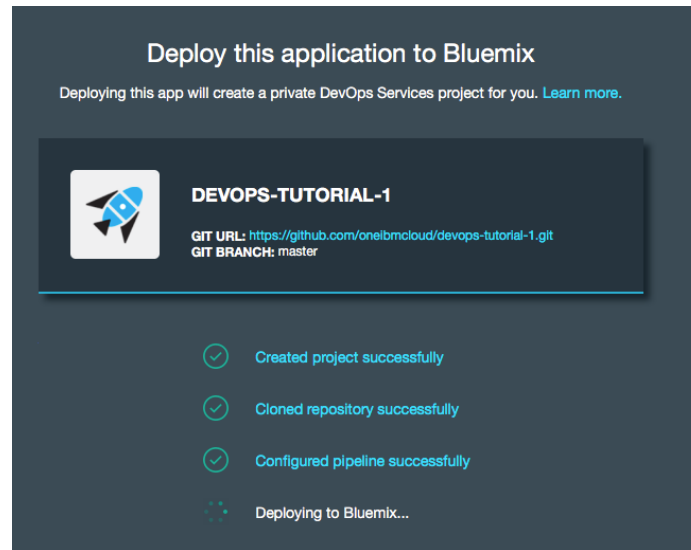 Deploy this application to Bluemix
Deploying this app will create a private DevOps Services project for you. Learn more.
DEVOPS-TUTORIAL-1
GIT URL: https://github.com/oneibmcloud/devops-tutorial-1.git
GIT BRANCH: master
Created project successfully
Cloned repository successfully
Configured pipeline successfully
Deploying to Bluemix...